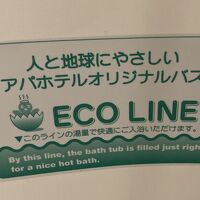 人と地球にやさしい
アパホテルオリジナルバス
ECO LINE
▼このラインの湯量で快適にご入浴いただけます。
By this line, the bath tub is filled just right
for a nice hot bath.